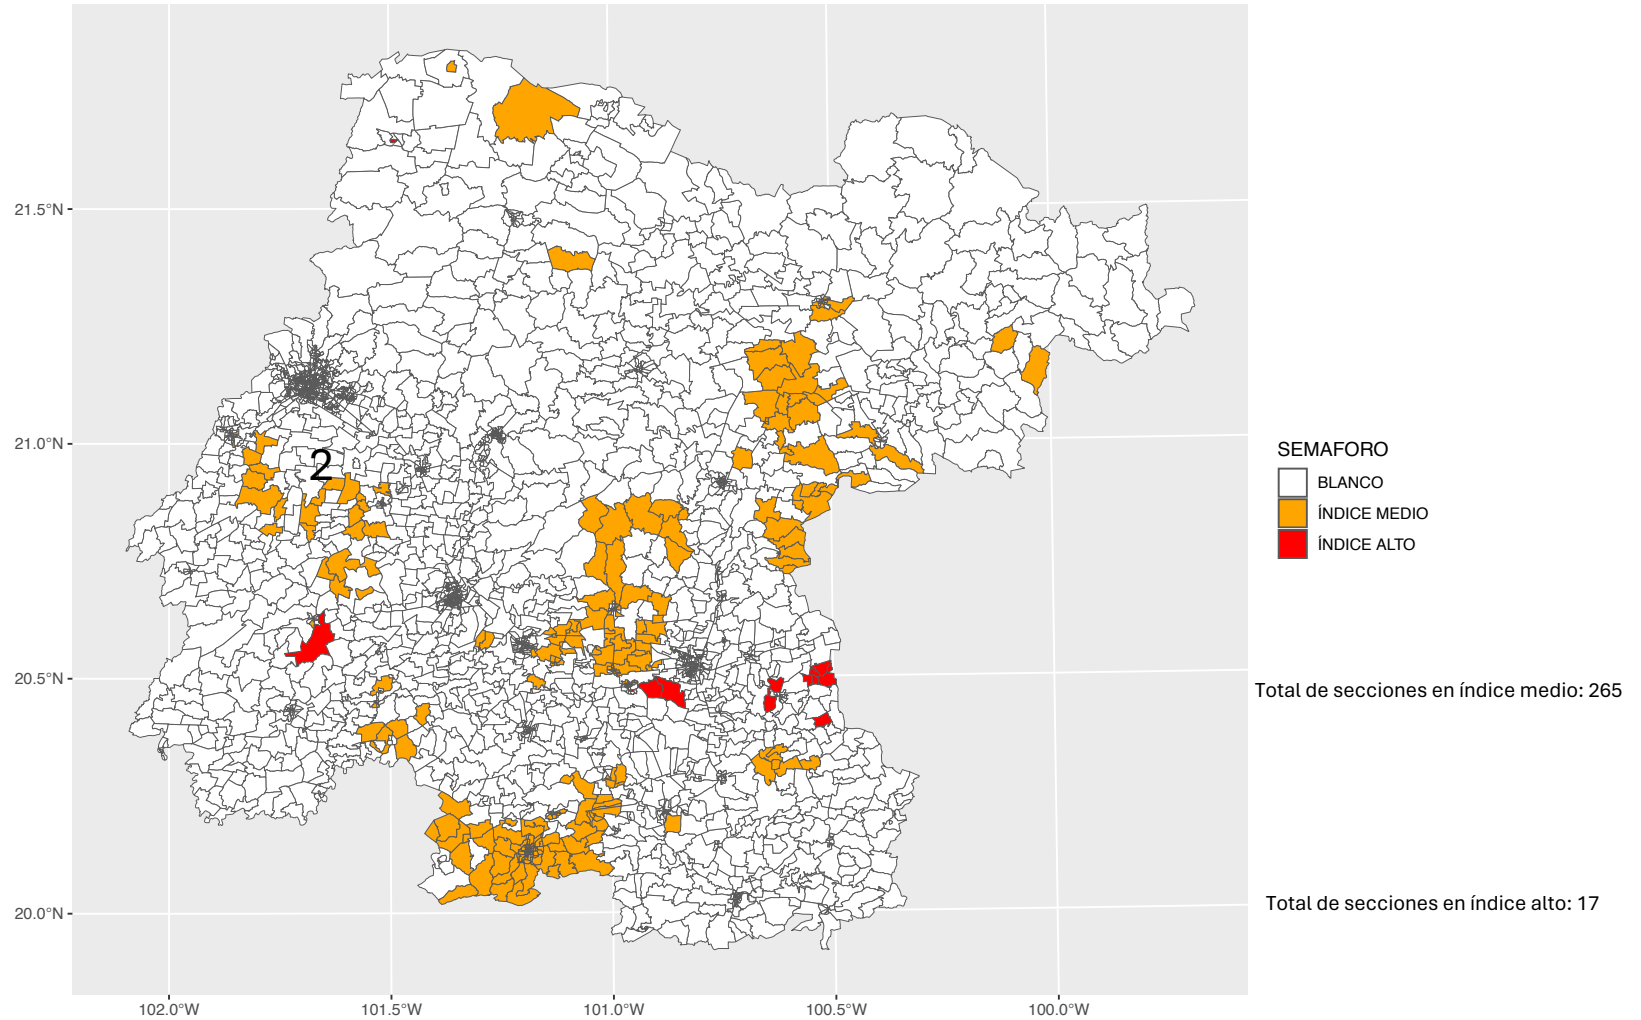 21.5°N
21.0°N
20.5°N
20.0°N
2
102.0°W
101.5°W
101.0°W
100.5°W
100.0°W
SEMAFORO
BLANCO
ÍNDICE MEDIO
ÍNDICE ALTO
Total de secciones en índice medio: 265
Total de secciones en índice alto: 17